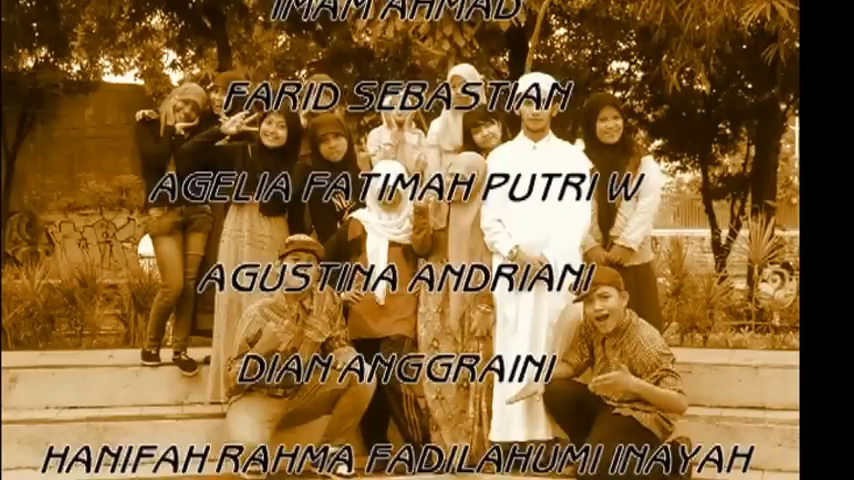 IMAM AHMAD
FARID SEBASTIAN
AGELIA FATIMAH PUTRI W
AGUSTINA ANDRIANI
DIAN ANGGRAINI
HANIFAH RAHMA FADILAHUMI INAYAH